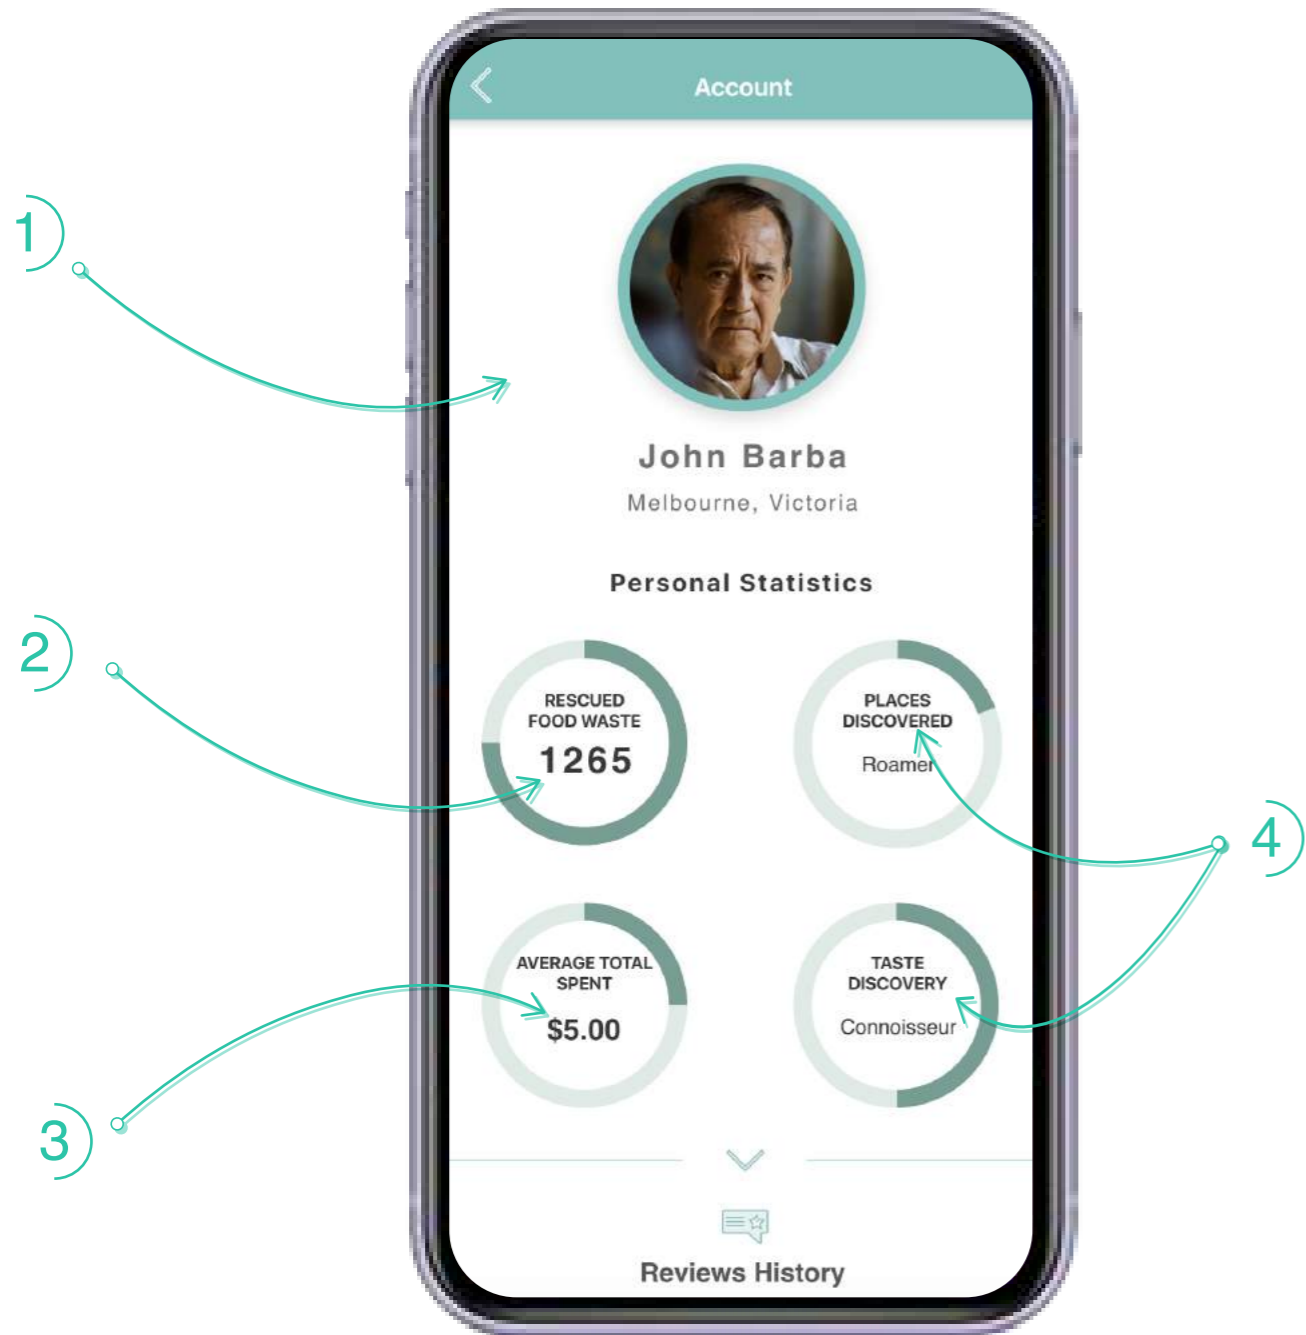 Account
1
John Barba
Melbourne, Victoria
Personal Statistics
2
RESCUED
FOOD WASTE
1265
PLACES
DISCOVERED
Roamer
4
AVERAGE TOTAL
SPENT
$5.00
TASTE
DISCOVERY
Connoisseur
3
Reviews History